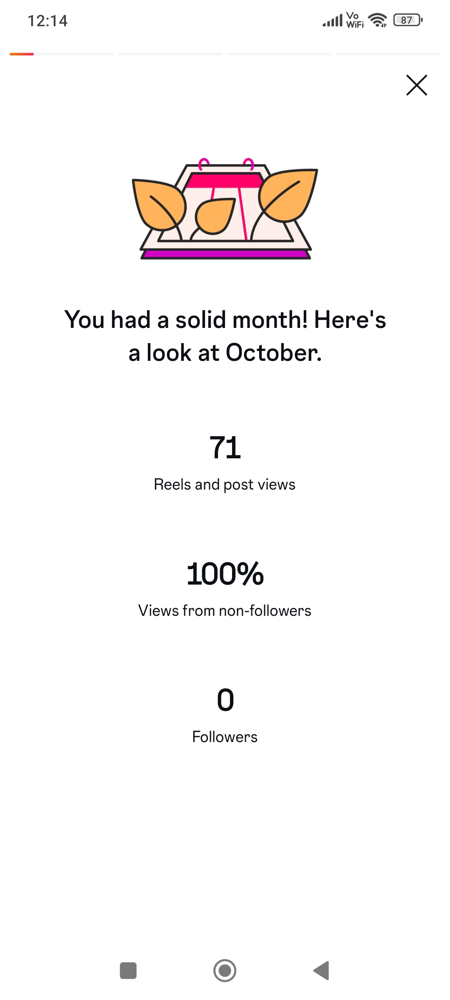 12:14
Vo
WiFi
87
You had a solid month! Here's
a look at October.
71
Reels and post views
100%
Views from non-followers
0
Followers